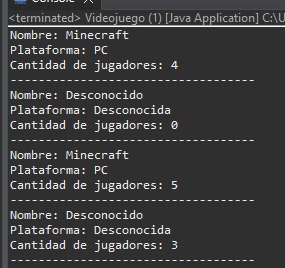 Console
<terminated> Videojuego (1) [Java Application] C:\U
Nombre: Minecraft
Plataforma: PC
Cantidad de jugadores: 4
-----------------------------------
Nombre: Desconocido
Plataforma: Desconocida
Cantidad de jugadores: 0
-----------------------------------
Nombre: Minecraft
Plataforma: PC
Cantidad de jugadores: 5
-----------------------------------
Nombre: Desconocido
Plataforma: Desconocida
Cantidad de jugadores: 3
-----------------------------------